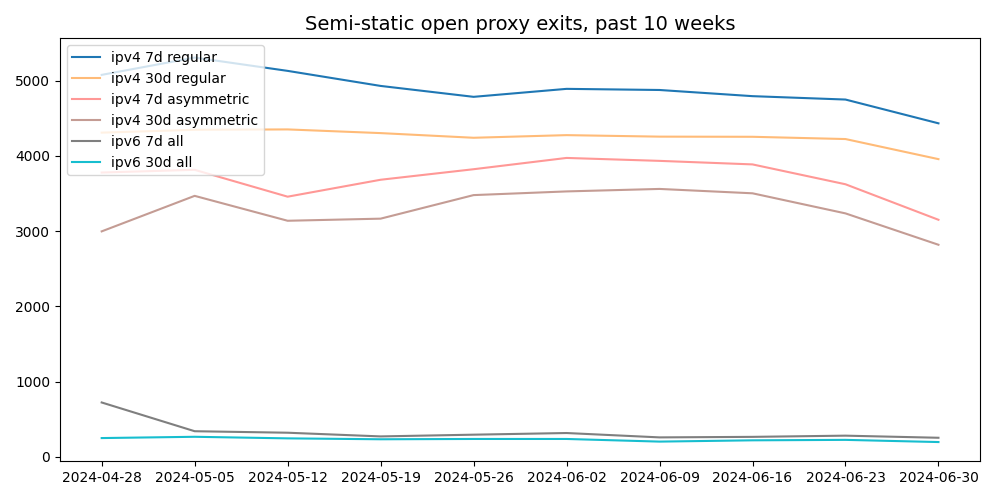 Semi-static open proxy exits, past 10 weeks
ipv4 7d regular
ipv4 30d regular
ipv4 7d asymmetric
ipv4 30d asymmetric
ipv6 7d all
ipv6 30d all
5000
4000
3000
2000
1000
0
2024-04-28 2024-05-05 2024-05-12 2024-05-19 2024-05-26 2024-06-02 2024-06-09 2024-06-16 2024-06-23 2024-06-30